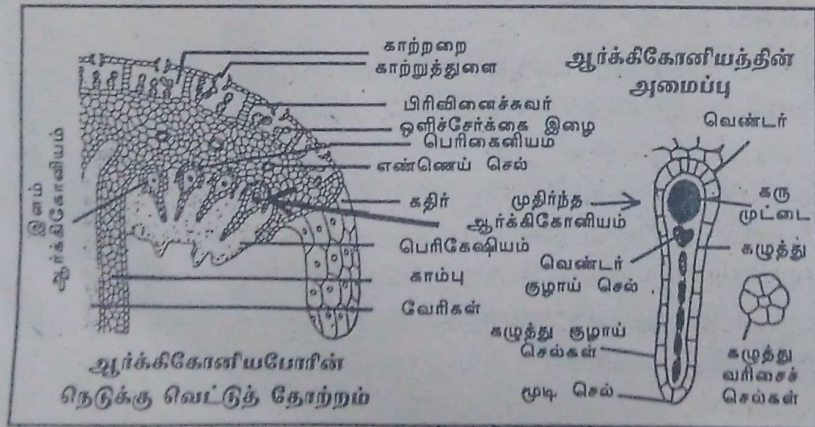 காற்றறை
காற்றுத்துளை
பிரிவினைச்சுவர்
ஒளிச்சேர்க்கை இழை
பெரிகைனியம்
எண்ணெய் செல்
கதிர்
முதிர்ந்த
ஆர்க்கிகோனியம்
பெரிகேஷியம்
காம்பு
வேரிகள்
இளம்
ஆர்க்கிகோனியம்
ஆர்க்கிகோனியபோரின்
நெடுக்கு வெட்டுத் தோற்றம்
ஆர்க்கிகோனியத்தின்
அமைப்பு
வெண்டர்
கரு
முட்டை
கழுத்து
வெண்டர்
குழாய் செல்
கழுத்து குழாய்
செல்கள்
மூடி செல்
கழுத்து
வரிசைச்
செல்கள்